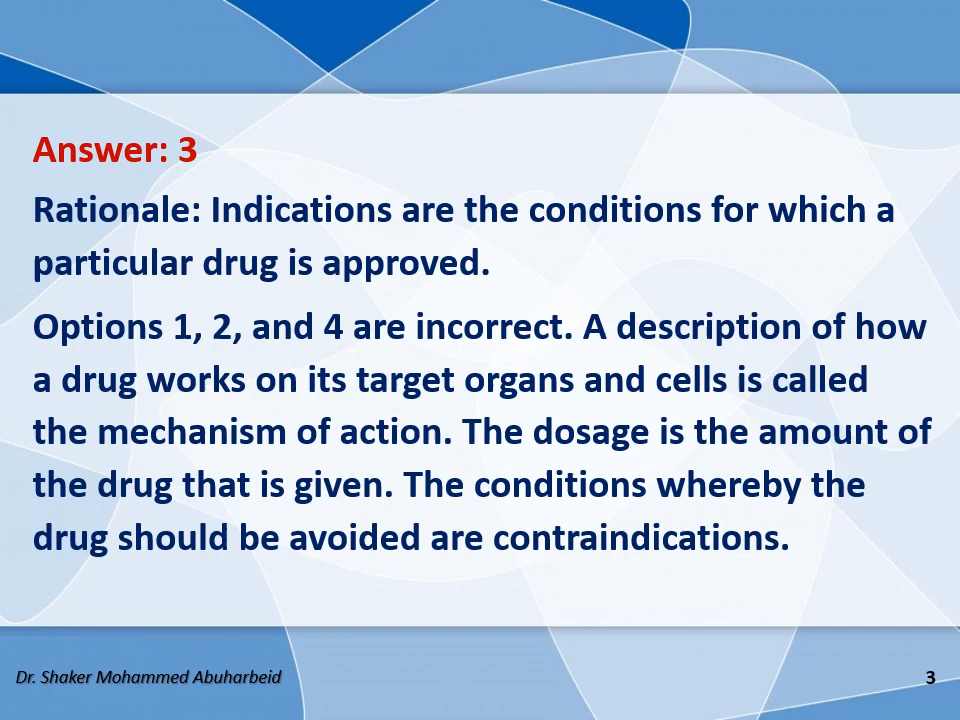 Answer: 3
Rationale: Indications are the conditions for which a
particular drug is approved.
Options 1, 2, and 4 are incorrect. A description of how
a drug works on its target organs and cells is called
the mechanism of action. The dosage is the amount of
the drug that is given. The conditions whereby the
drug should be avoided are contraindications.
Dr. Shaker Mohammed Abuharbeid
3